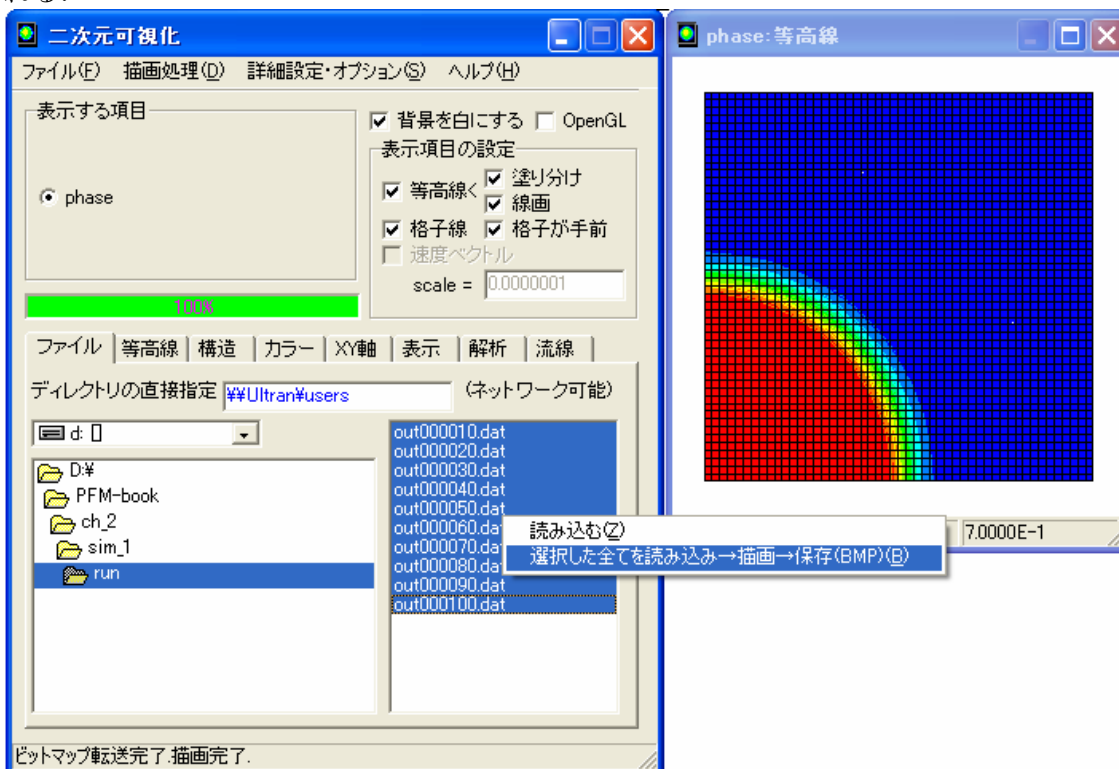 れる。
二次元可視化
ファイル(F) 描画処理(D) 詳細設定・オプション(S) ヘルプ(H)
表示する項目
phase
背景を白にする OpenGL
表示項目の設定
等高線く
塗り分け
線画
格子線 格子が手前
速度ベクトル
scale = 0.0000001
100%
ファイル 等高線 構造 カラー XY軸 表示 解析 流線
ディレクトリの直接指定 ¥¥Ultran¥users (ネットワーク可能)
d: []
D:¥
PFM-book
ch_2
sim_1
run
out000010.dat
out000020.dat
out000030.dat
out000040.dat
out000050.dat
out000060.dat
out000070.da
out000080.dat
out000090.dat
out000100.dat
読み込む(Z)
選択した全てを読み込み→描画→保存(BMP)(B)
ビットマップ転送完了.描画完了.
phase:等高線
7.0000E-1